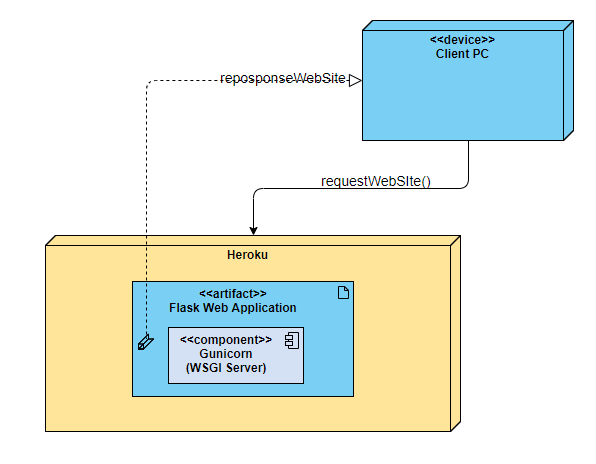 <<device>>
Client PC
reposponseWebSite
requestWebSIte()
Heroku
<<artifact>>
Flask Web Application
<<component>>
Gunicorn
(WSGI Server)